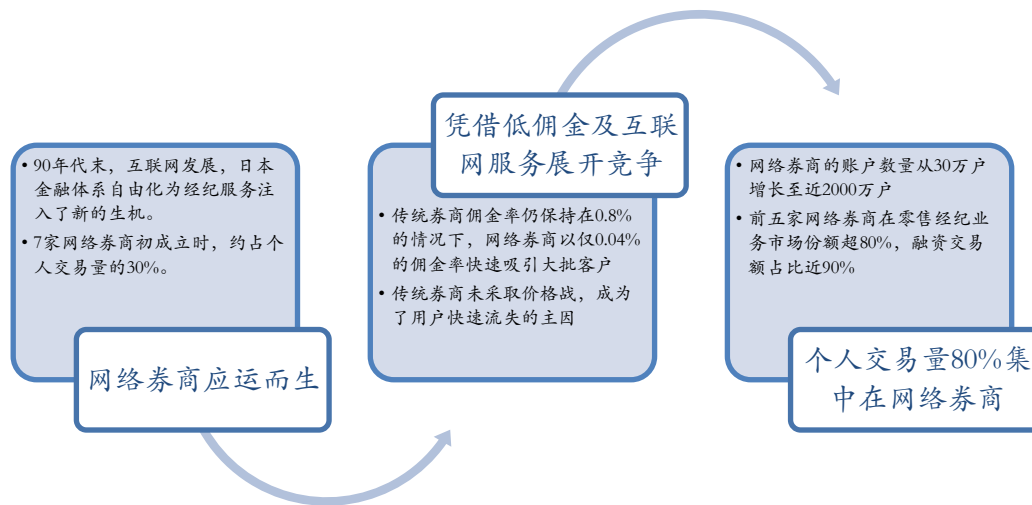 • 90年代末，互联网发展，日本
金融体系自由化为经纪服务注
入了新的生机。
• 7家网络券商初成立时，约占个
人交易量的30%。
网络券商应运而生
凭借低佣金及互联
网服务展开竞争
• 传统券商佣金率仍保持在0.8%
的情况下，网络券商以仅0.04%
的佣金率快速吸引大批客户
• 传统券商未采取价格战，成为
了用户快速流失的主因
• 网络券商的账户数量从30万户
增长至近2000万户
• 前五家网络券商在零售经纪业
务市场份额超80%，融资交易
额占比近90%
个人交易量80%集
中在网络券商